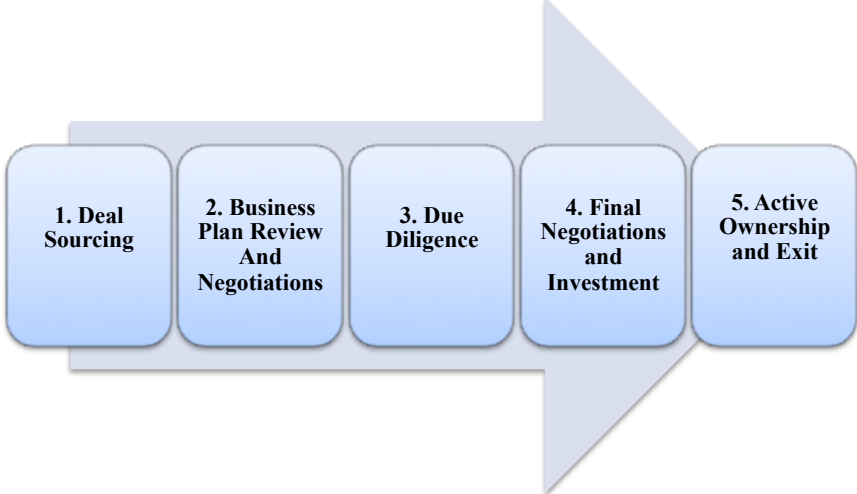 1. Deal
Sourcing
2. Business
Plan Review
And
Negotiations
3. Due
Diligence
4. Final
Negotiations
and
Investment
5. Active
Ownership
and Exit